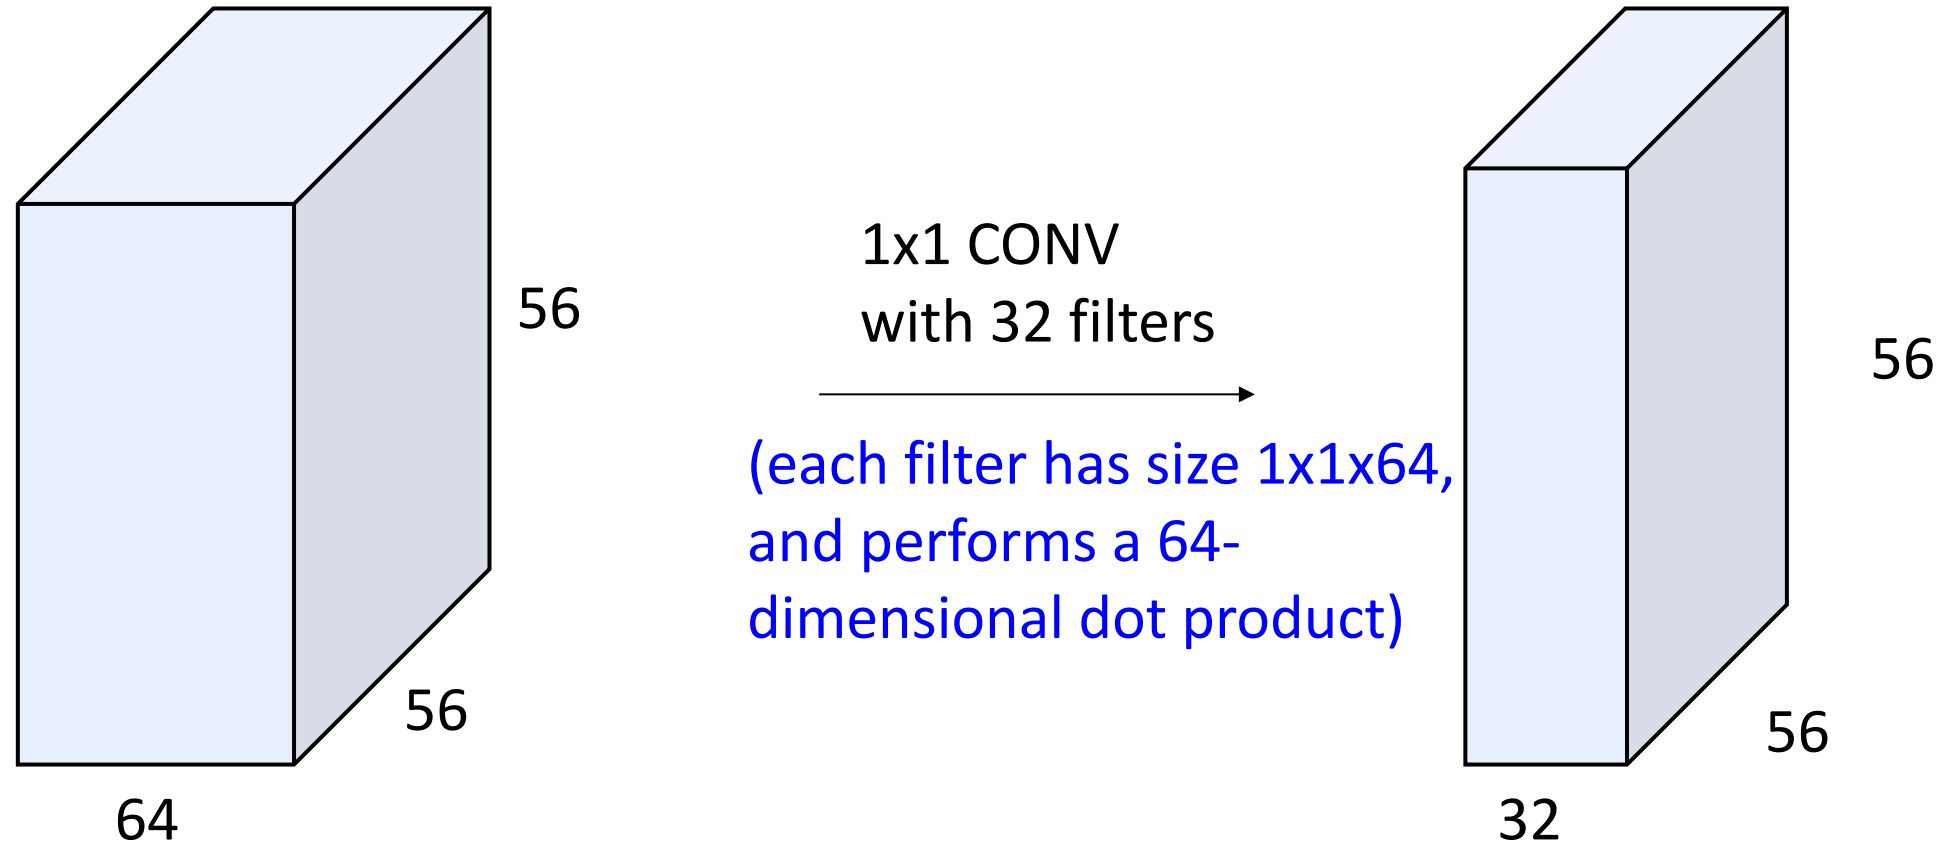 56
56
64
1x1 CONV
with 32 filters
(each filter has size 1x1x64,
and performs a 64-
dimensional dot product)
56
56
32